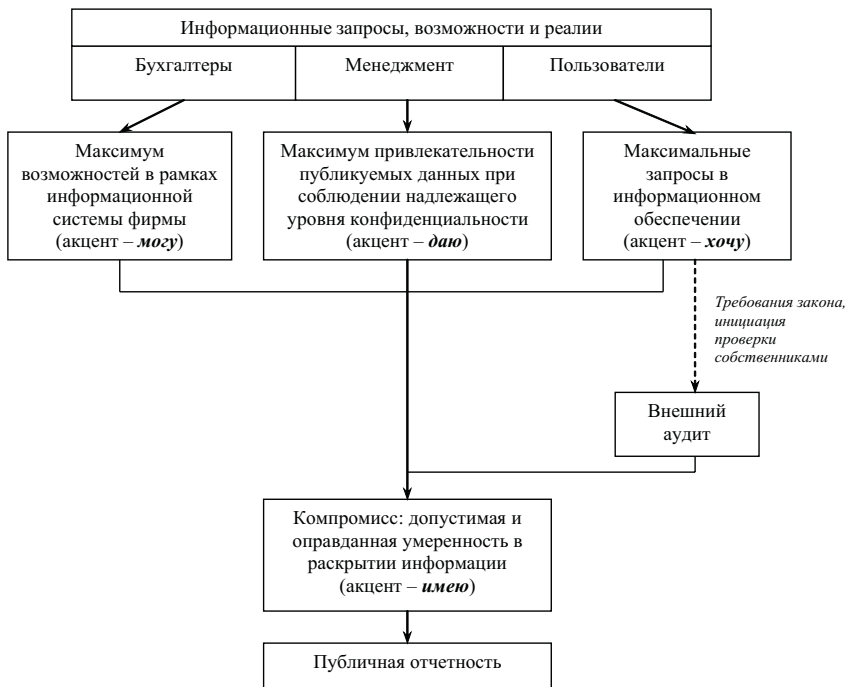 Информационные запросы, возможности и реалии
Бухгалтеры
Менеджмент
Пользователи
Максимум
возможностей в рамках
информационной
системы фирмы
(акцент – могу)
Максимум привлекательности
публикуемых данных при
соблюдении надлежащего
уровня конфиденциальности
(акцент – даю)
Максимальные
запросы в
информационном
обеспечении
(акцент – хочу)
Требования закона,
инициация
проверки
собственниками
Внешний
аудит
Компромисс: допустимая и
оправданная умеренность в
раскрытии информации
(акцент – имею)
Публичная отчетность